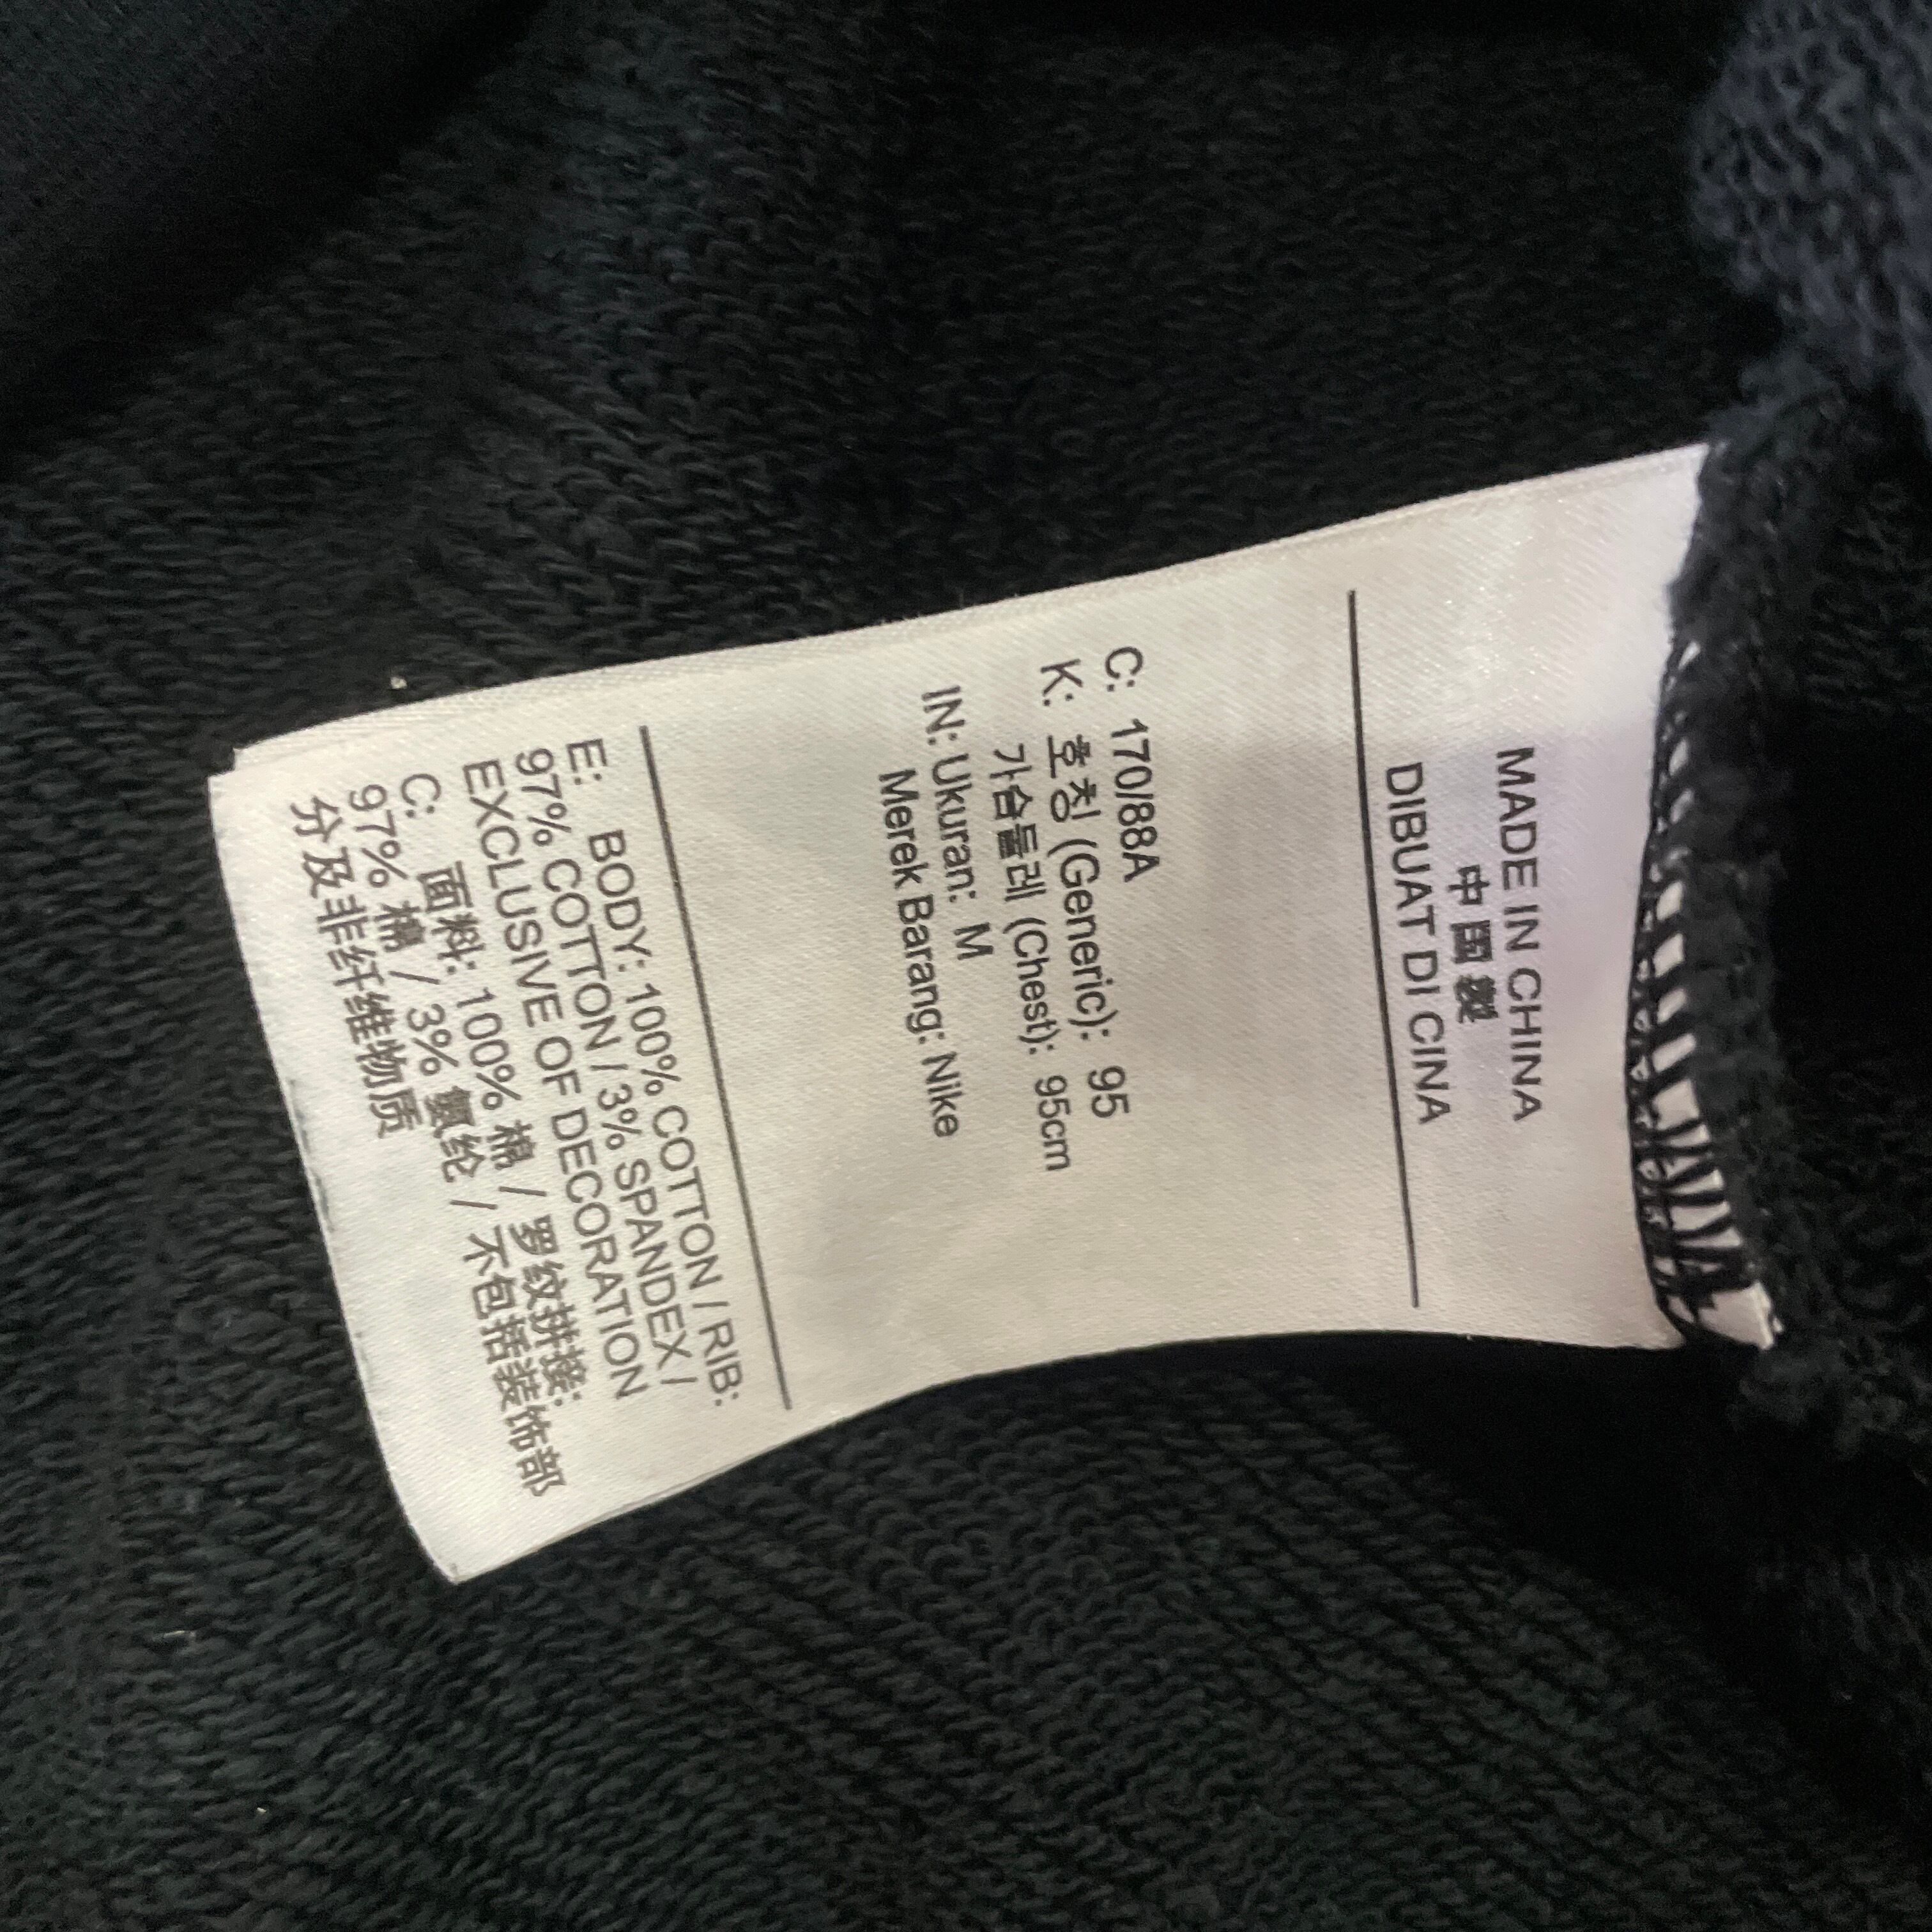 MADE IN CHINA
中國製
DIBUAT DI CINA
C: 170/88A
K: 호칭 (Generic): 95
가슴둘레 (Chest): 95cm
IN: Ukuran: M
Merek Barang: Nike
E: BODY: 100% COTTON / RIB:
97% COTTON / 3% SPANDEX /
EXCLUSIVE OF DECORATION
C: 面料: 100% 棉 / 罗纹拼接:
97% 棉 / 3% 氨纶 / 不包括装饰部
分及非纤维物质